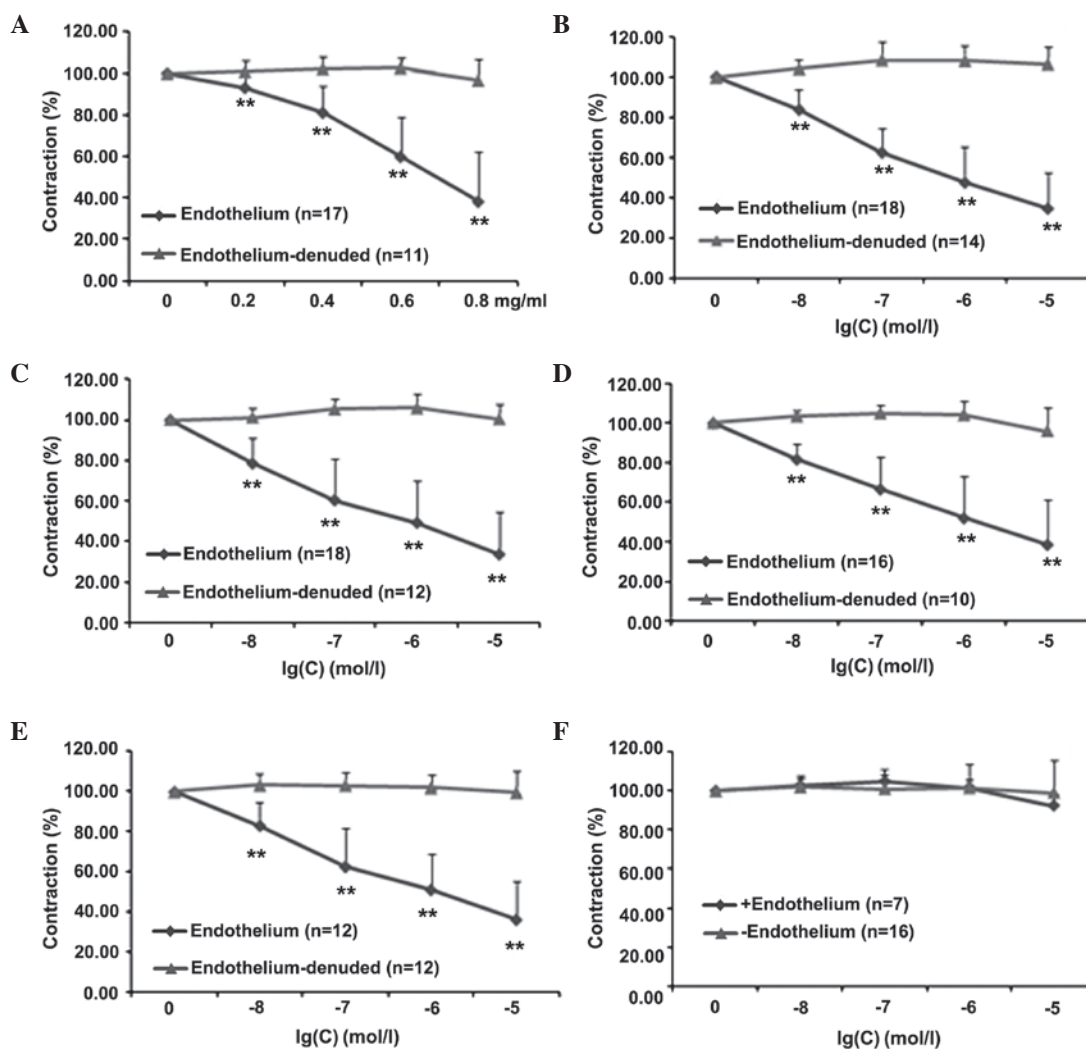 A
120.00
100.00
80.00
60.00
40.00
20.00
0.00
Contraction (%)
**
**
**
**
Endothelium (n=17)
Endothelium-denuded (n=11)
0 0.2 0.4 0.6 0.8 mg/ml
B
120.00
100.00
80.00
60.00
40.00
20.00
0.00
Contraction (%)
**
**
**
**
Endothelium (n=18)
Endothelium-denuded (n=14)
0 -8 -7 -6 -5
lg(C) (mol/l)
C
120.00
100.00
80.00
60.00
40.00
20.00
0.00
Contraction (%)
**
**
**
**
Endothelium (n=18)
Endothelium-denuded (n=12)
0 -8 -7 -6 -5
lg(C) (mol/l)
D
120.00
100.00
80.00
60.00
40.00
20.00
0.00
Contraction (%)
**
**
**
**
Endothelium (n=16)
Endothelium-denuded (n=10)
0 -8 -7 -6 -5
lg(C) (mol/l)
E
120.00
100.00
80.00
60.00
40.00
20.00
0.00
Contraction (%)
**
**
**
**
Endothelium (n=12)
Endothelium-denuded (n=12)
0 -8 -7 -6 -5
lg(C) (mol/l)
F
120.00
100.00
80.00
60.00
40.00
20.00
0.00
Contraction (%)
+Endothelium (n=7)
-Endothelium (n=16)
0 -8 -7 -6 -5
lg(C) (mol/l)